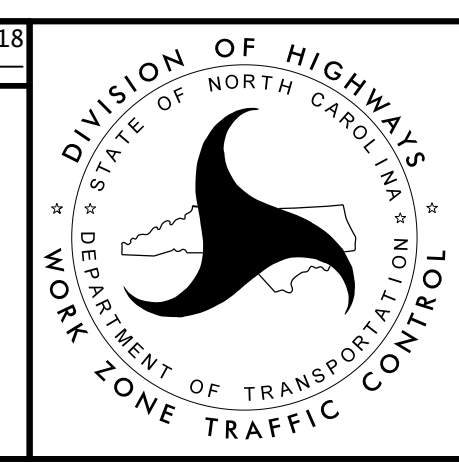 18
DIVISION OF HIGHWAYS
STATE OF NORTH CAROLINA
DEPARTMENT OF TRANSPORTATION
WORK ZONE TRAFFIC CONTROL